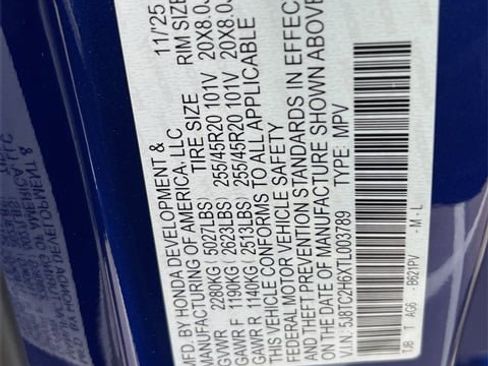 MFD. BY HONDA DEVELOPMENT & 11/25
MANUFACTURING OF AMERICA, LLC
TIRE SIZE RIM SIZE
GVWR 2280KG 5027LBS
GAWR F 1190KG (2623LBS) 255/45R20 101V 20X8.0J
GAWR R 1140KG (2513LBS) 255/45R20 101V 20X8.0J
THIS VEHICLE CONFORMS TO ALL APPLICABLE
FEDERAL MOTOR VEHICLE SAFETY
AND THEFT PREVENTION STANDARDS IN EFFECT
ON THE DATE OF MANUFACTURE SHOWN ABOVE
V.I.N: 5J8TC2H6XTL003789 MPV
TJB T AG6 B621PV - M - L